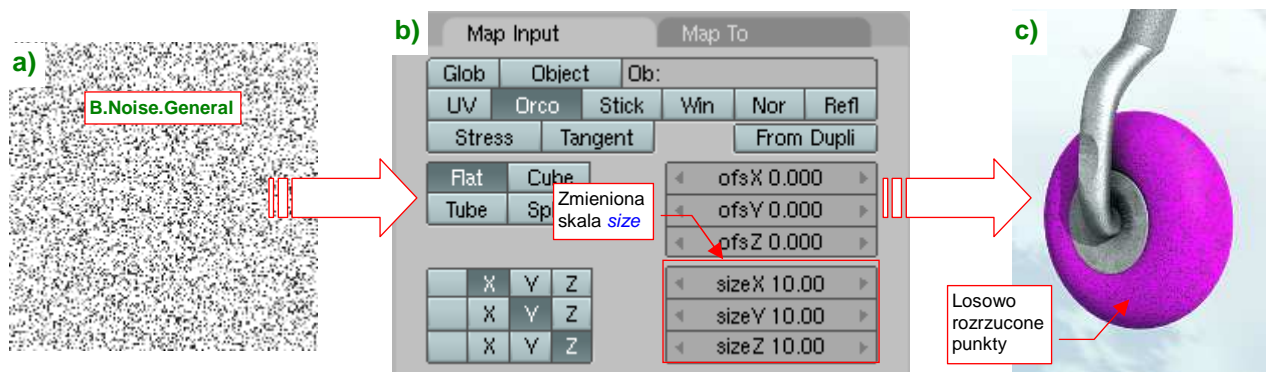 a)
B.Noise.General
b)
Map Input Map To
Glob Object Ob:
UV Orco Stick Win Nor Refl
Stress Tangent From Dupli
Flat Cube
Tube
ofsX 0.000
ofsY 0.000
ofsZ 0.000
Zmieniona
skala size
X Y Z
X Y Z
X Y Z
sizeX 10.00
sizeY 10.00
sizeZ 10.00
c)
Losowo
rozrzucone
punkty